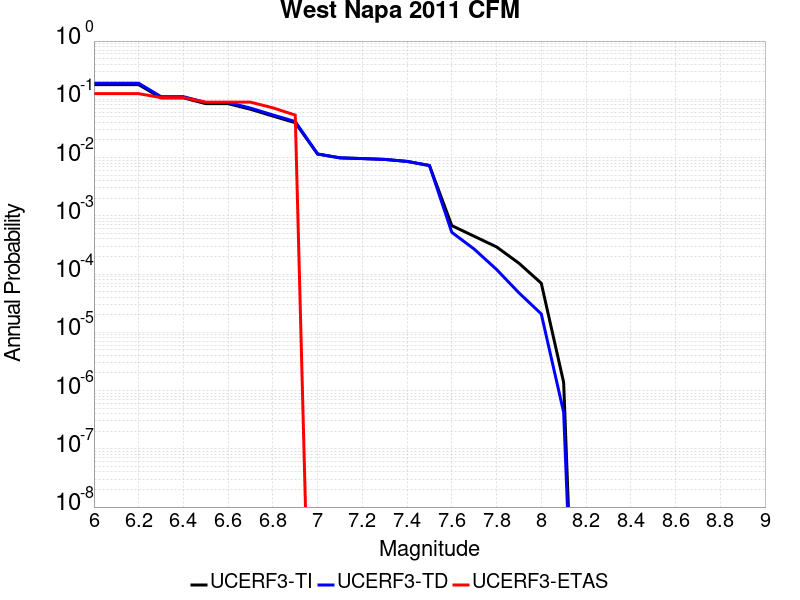 West Napa 2011 CFM
10^0
10^-1
10^-2
10^-3
10^-4
10^-5
10^-6
10^-7
10^-8
Annual Probability
6 6.2 6.4 6.6 6.8 7 7.2 7.4 7.6 7.8 8 8.2 8.4 8.6 8.8 9
Magnitude
UCERF3-TI UCERF3-TD UCERF3-ETAS